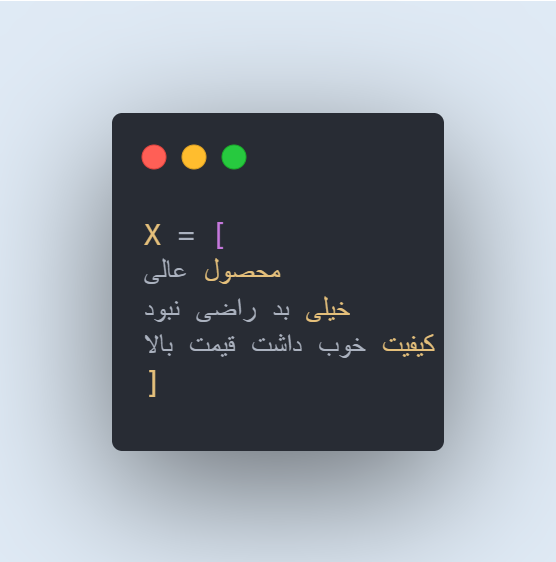 X = [
محصول عالی
خیلی بد راضی نبود
کیفیت خوب داشت قیمت بالا
]